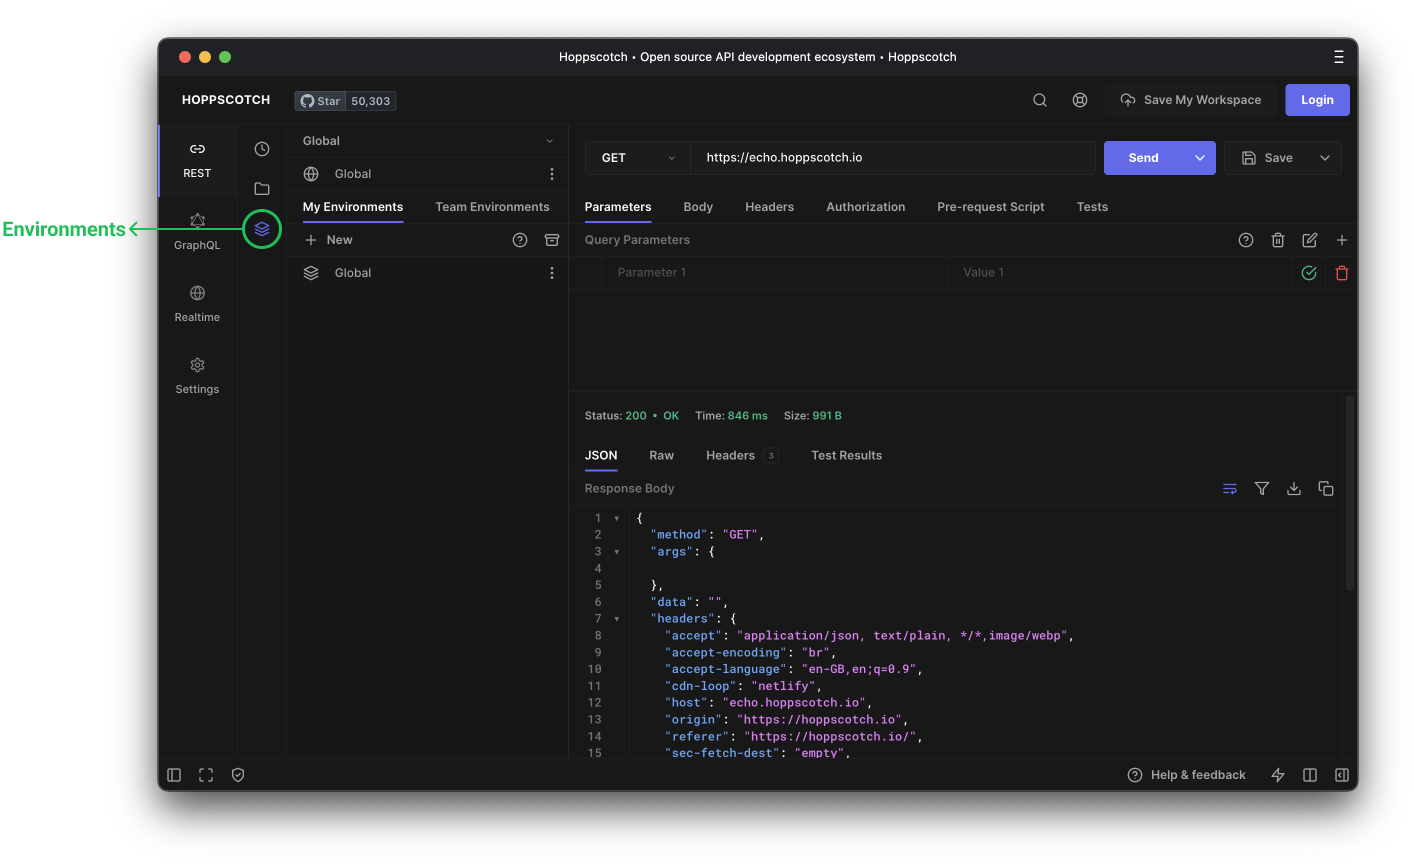 Hoppscotch • Open source API development ecosystem • Hoppscotch
HOPPSCOTCH
Star 50,303
Save My Workspace
Login
REST
GraphQL
Realtime
Settings
Environments
Global
Global
My Environments Team Environments
New
Global
GET https://echo.hoppscotch.io
Send
Save
Parameters Body Headers Authorization Pre-request Script Tests
Query Parameters
Parameter 1 Value 1
Status: 200 • OK Time: 846 ms Size: 991 B
JSON Raw Headers 3 Test Results
Response Body
1 {
2 "method": "GET",
3 "args": {
4
5 },
6 "data": "",
7 "headers": {
8 "accept": "application/json, text/plain, */*,image/webp",
9 "accept-encoding": "br",
10 "accept-language": "en-GB,en;q=0.9",
11 "cdn-loop": "netlify",
12 "host": "echo.hoppscotch.io",
13 "origin": "https://hoppscotch.io",
14 "referer": "https://hoppscotch.io/",
15 "sec-fetch-dest": "empty",
Help & feedback